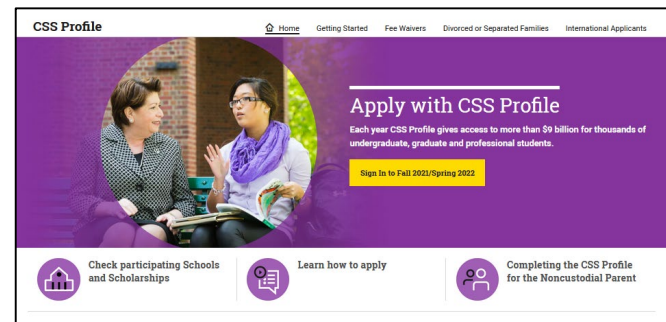 CSS Profile
Home
Getting Started
Fee Waivers
Divorced or Separated Families
International Applicants
Apply with CSS Profile
Each year CSS Profile gives access to more than $9 billion for thousands of
undergraduate, graduate and professional students.
Sign In to Fall 2021/Spring 2022
Check participating Schools
and Scholarships
Learn how to apply
Completing the CSS Profile
for the Noncustodial Parent